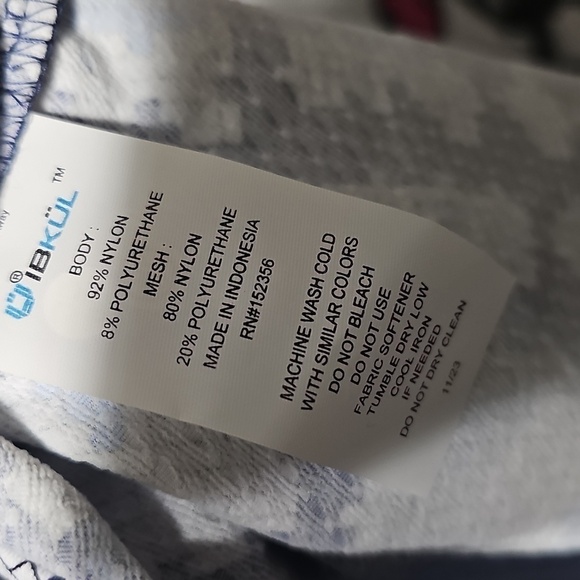 IBKÜL™
®
BODY :
92% NYLON
8% POLYURETHANE
MESH :
80% NYLON
20% POLYURETHANE
MADE IN INDONESIA
RN#152356
MACHINE WASH COLD
WITH SIMILAR COLORS
DO NOT BLEACH
DO NOT USE
FABRIC SOFTENER
TUMBLE DRY LOW
COOL IRON
IF NEEDED
DO NOT DRY CLEAN
11/23